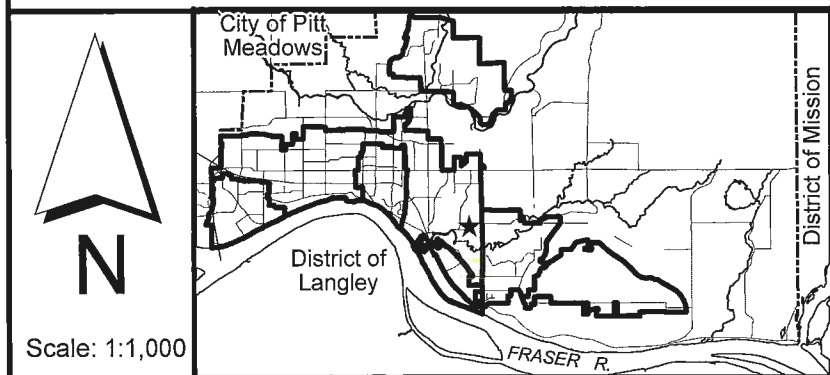 City of Pitt
Meadows
District of
Langley
District of Mission
FRASER R.
N
Scale: 1:1,000